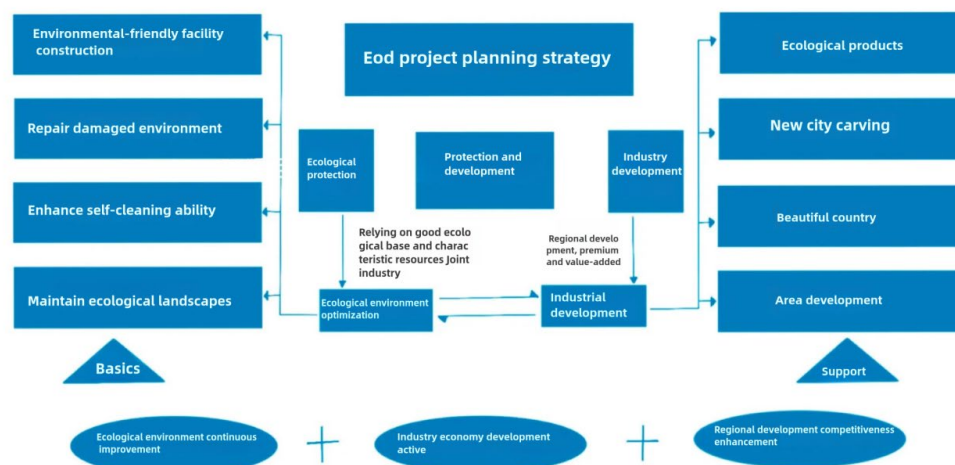 Eod project planning strategy
Environmental-friendly facility
construction
Repair damaged environment
Enhance self-cleaning ability
Maintain ecological landscapes
Basics
Ecological
protection
Protection and
development
Industry
development
Relying on good ecolo
gical base and charac
teristic resources Joint
industry
Regional develo
pment, premium
and value-added
Ecological environment
optimization
Industrial
development
Ecological products
New city carving
Beautiful country
Area development
Support
Ecological environment continuous
improvement
+
Industry economy development
active
+
Regional development competitiveness
enhancement